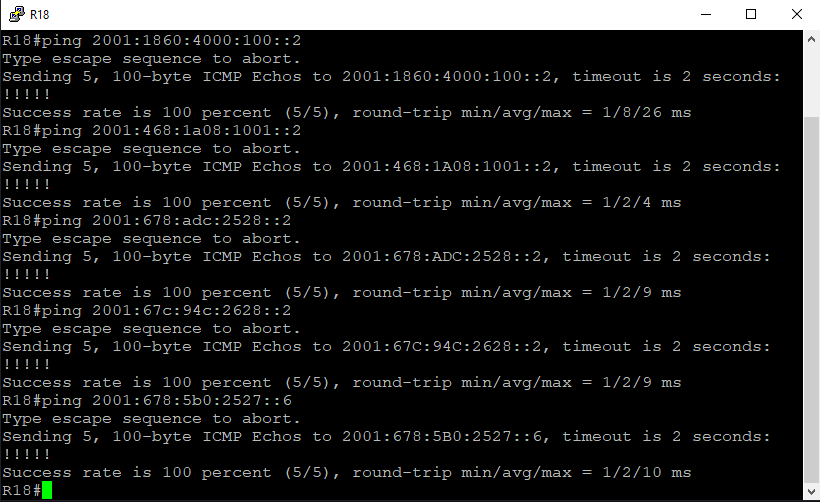 R18
R18#ping 2001:1860:4000:100::2
Type escape sequence to abort.
Sending 5, 100-byte ICMP Echos to 2001:1860:4000:100::2, timeout is 2 seconds:
!!!!!
Success rate is 100 percent (5/5), round-trip min/avg/max = 1/8/26 ms
R18#ping 2001:468:1a08:1001::2
Type escape sequence to abort.
Sending 5, 100-byte ICMP Echos to 2001:468:1A08:1001::2, timeout is 2 seconds:
!!!!!
Success rate is 100 percent (5/5), round-trip min/avg/max = 1/2/4 ms
R18#ping 2001:678:adc:2528::2
Type escape sequence to abort.
Sending 5, 100-byte ICMP Echos to 2001:678:ADC:2528::2, timeout is 2 seconds:
!!!!!
Success rate is 100 percent (5/5), round-trip min/avg/max = 1/2/9 ms
R18#ping 2001:67c:94c:2628::2
Type escape sequence to abort.
Sending 5, 100-byte ICMP Echos to 2001:67C:94C:2628::2, timeout is 2 seconds:
!!!!!
Success rate is 100 percent (5/5), round-trip min/avg/max = 1/2/9 ms
R18#ping 2001:678:5b0:2527::6
Type escape sequence to abort.
Sending 5, 100-byte ICMP Echos to 2001:678:5B0:2527::6, timeout is 2 seconds:
!!!!!
Success rate is 100 percent (5/5), round-trip min/avg/max = 1/2/10 ms
R18#